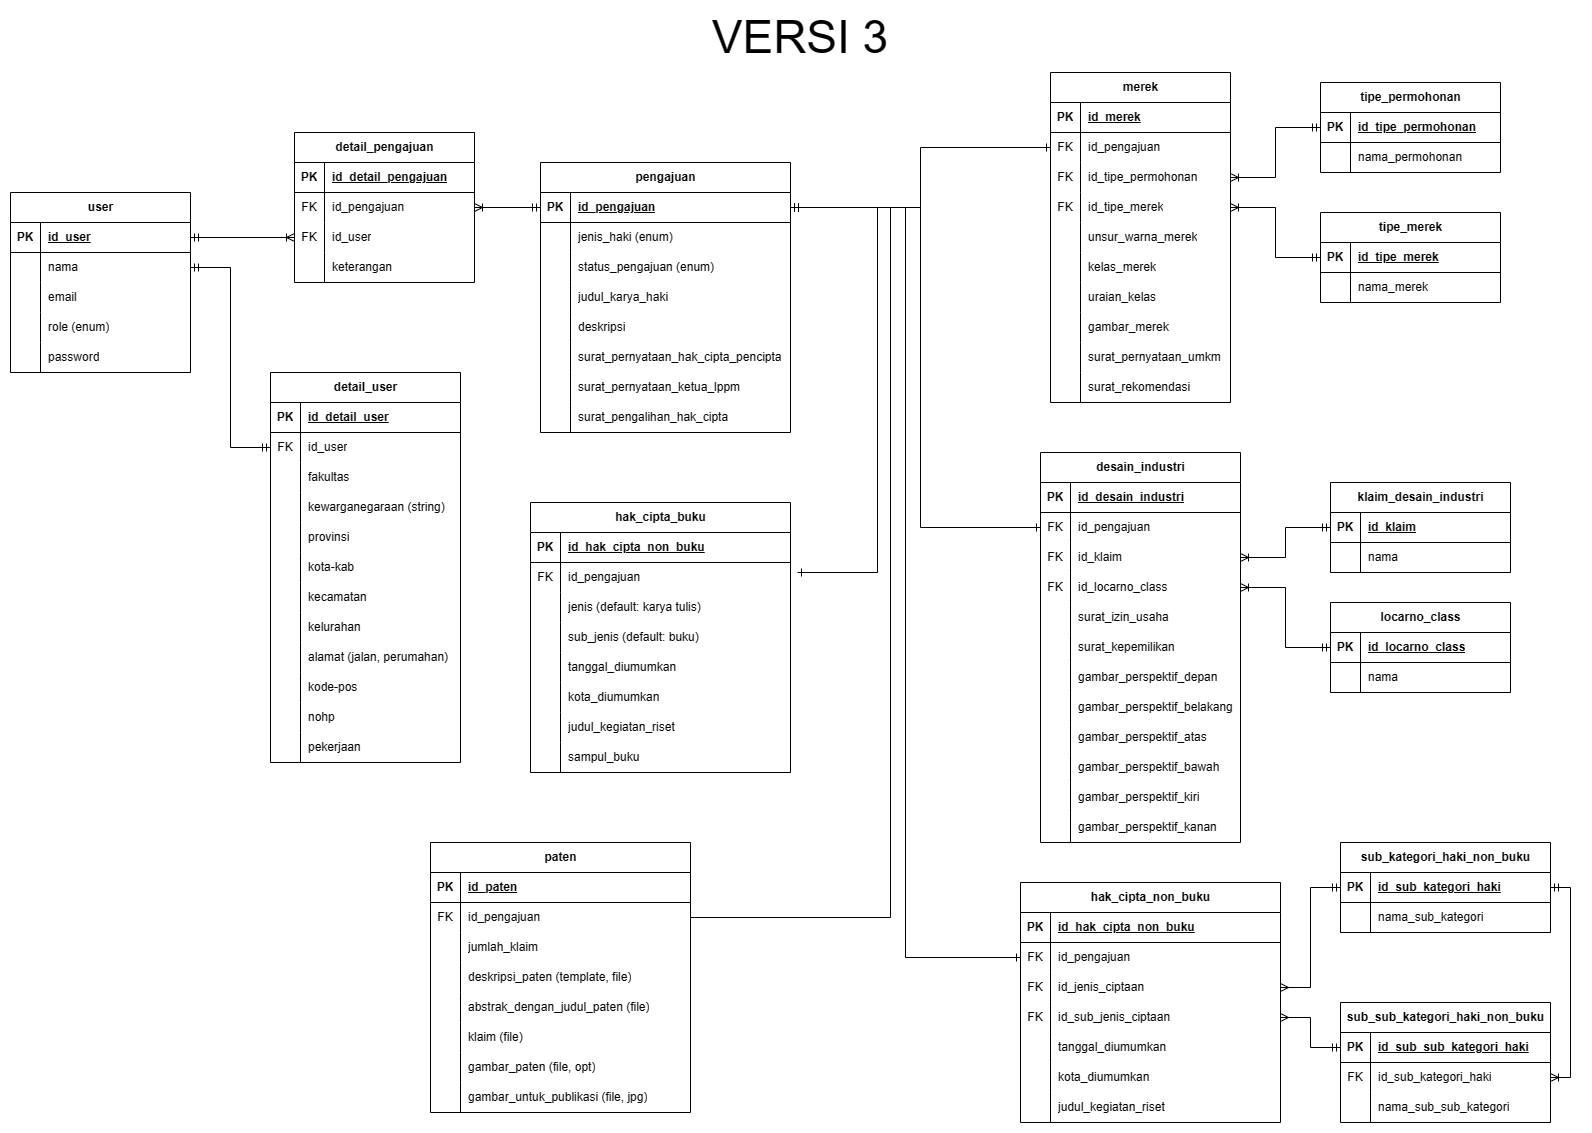 VERSI 3
user
PK id_user
nama
email
role (enum)
password
detail_pengajuan
PK id_detail_pengajuan
FK id_pengajuan
FK id_user
keterangan
detail_user
PK id_detail_user
FK id_user
fakultas
kewarganegaraan (string)
provinsi
kota-kab
kecamatan
kelurahan
alamat (jalan, perumahan)
kode-pos
nohp
pekerjaan
pengajuan
PK id_pengajuan
jenis_haki (enum)
status_pengajuan (enum)
judul_karya_haki
deskripsi
surat_pernyataan_hak_cipta_pencipta
surat_pernyataan_ketua_lppm
surat_pengalihan_hak_cipta
hak_cipta_buku
PK id_hak_cipta_non_buku
FK id_pengajuan
jenis (default: karya tulis)
sub_jenis (default: buku)
tanggal_diumumkan
kota_diumumkan
judul_kegiatan_riset
sampul_buku
paten
PK id_paten
FK id_pengajuan
jumlah_klaim
deskripsi_paten (template, file)
abstrak_dengan_judul_paten (file)
klaim (file)
gambar_paten (file, opt)
gambar_untuk_publikasi (file, jpg)
merek
PK id_merek
FK id_pengajuan
FK id_tipe_permohonan
FK id_tipe_merek
unsur_warna_merek
kelas_merek
uraian_kelas
gambar_merek
surat_pernyataan_umkm
surat_rekomendasi
tipe_permohonan
PK id_tipe_permohonan
nama_permohonan
tipe_merek
PK id_tipe_merek
nama_merek
desain_industri
PK id_desain_industri
FK id_pengajuan
FK id_klaim
FK id_locarno_class
surat_izin_usaha
surat_kepemilikan
gambar_perspektif_depan
gambar_perspektif_belakang
gambar_perspektif_atas
gambar_perspektif_bawah
gambar_perspektif_kiri
gambar_perspektif_kanan
klaim_desain_industri
PK id_klaim
nama
locarno_class
PK id_locarno_class
nama
hak_cipta_non_buku
PK id_hak_cipta_non_buku
FK id_pengajuan
FK id_jenis_ciptaan
FK id_sub_jenis_ciptaan
tanggal_diumumkan
kota_diumumkan
judul_kegiatan_riset
sub_kategori_haki_non_buku
PK id_sub_kategori_haki
nama_sub_kategori
sub_sub_kategori_haki_non_buku
PK id_sub_sub_kategori_haki
FK id_sub_kategori_haki
nama_sub_sub_kategori